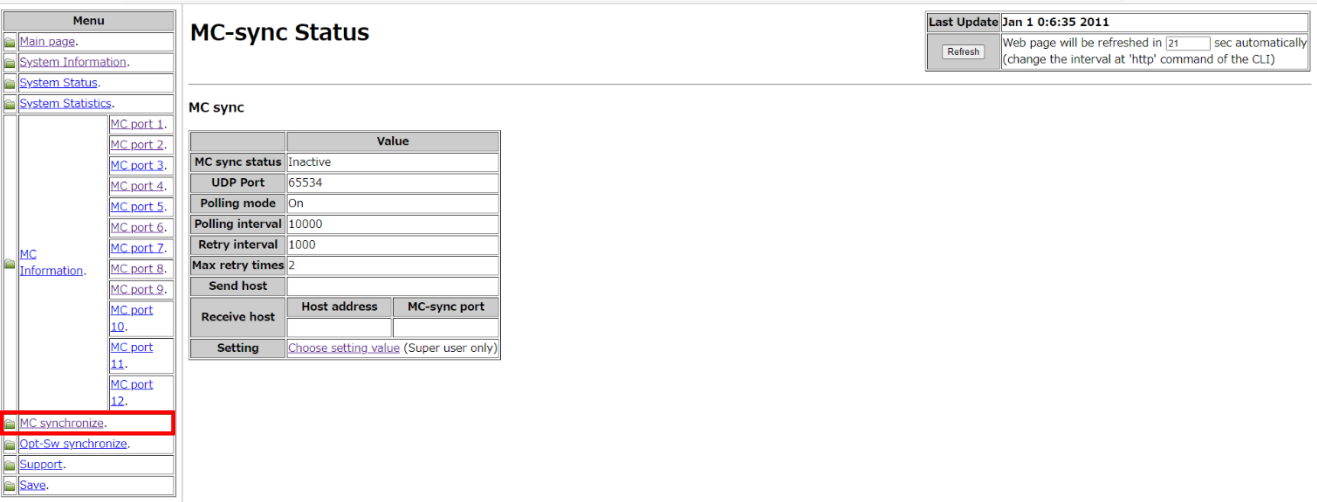 Menu
Main page.
System Information.
System Status.
System Statistics.
MC Information.
MC port 1.
MC port 2.
MC port 3.
MC port 4.
MC port 5.
MC port 6.
MC port 7.
MC port 8.
MC port 9.
MC port
10.
MC port
11.
MC port
12.
MC synchronize.
Opt-Sw synchronize.
Support.
Save.
MC-sync Status
Last Update Jan 1 0:6:35 2011
Refresh
Web page will be refreshed in 21 sec automatically
(change the interval at 'http' command of the CLI)
MC sync
Value
MC sync status Inactive
UDP Port 65534
Polling mode On
Polling interval 10000
Retry interval 1000
Max retry times 2
Send host
Receive host Host address MC-sync port
Setting Choose setting value (Super user only)